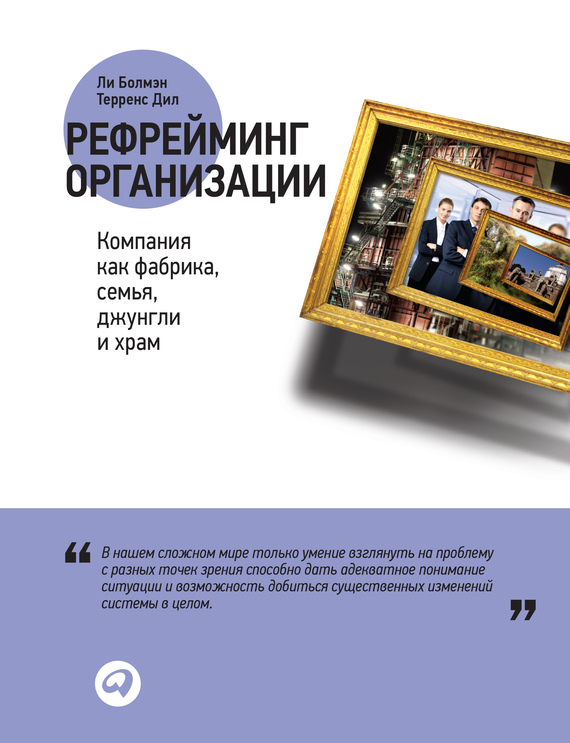 Ли Болмэн
Терренс Дил
РЕФРЕЙМИНГ
ОРГАНИЗАЦИИ
Компания
как фабрика,
семья,
джунгли
и храм
“ В нашем сложном мире только умение взглянуть на проблему
с разных точек зрения способно дать адекватное понимание
ситуации и возможность добиться существенных изменений
системы в целом. ”